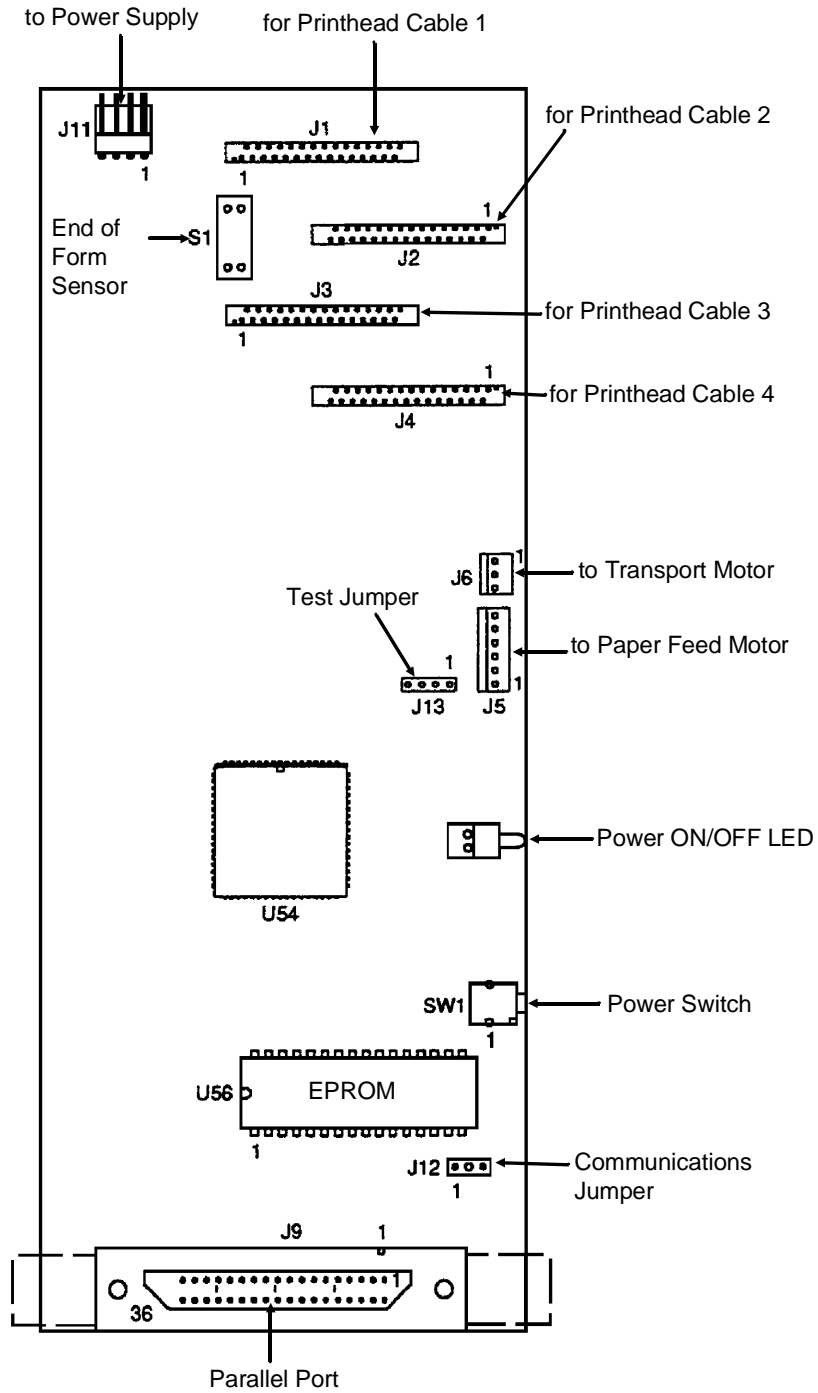 to Power Supply
for Printhead Cable 1
J11
1
J1
1
for Printhead Cable 2
1
J2
End of
Form
Sensor
S1
J3
1
for Printhead Cable 3
1
J4
for Printhead Cable 4
J6
1
to Transport Motor
Test Jumper
1
J13
to Paper Feed Motor
1
J5
U54
Power ON/OFF LED
SW1
1
Power Switch
U56
EPROM
1
J12
1
Communications
Jumper
J9
1
1
36
Parallel Port